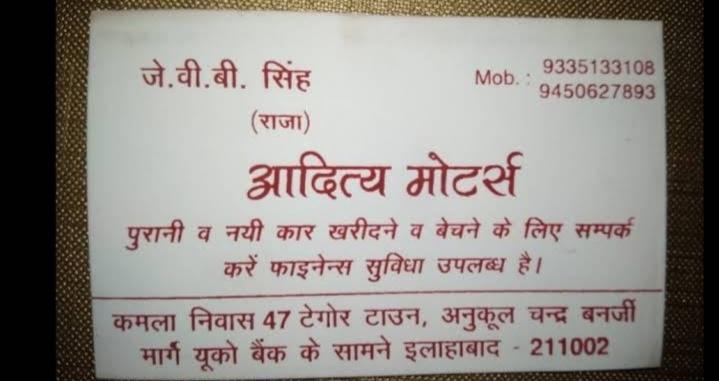 जे.वी.बी. सिंह
(राजा)
Mob. : 9335133108
9450627893
आदित्य मोटर्स
पुरानी व नयी कार खरीदने व बेचने के लिए सम्पर्क
करें फाइनेन्स सुविधा उपलब्ध है।
कमला निवास 47 टेगोर टाउन, अनुकूल चन्द्र बनर्जी
मार्ग यूको बैंक के सामने इलाहाबाद - 211002